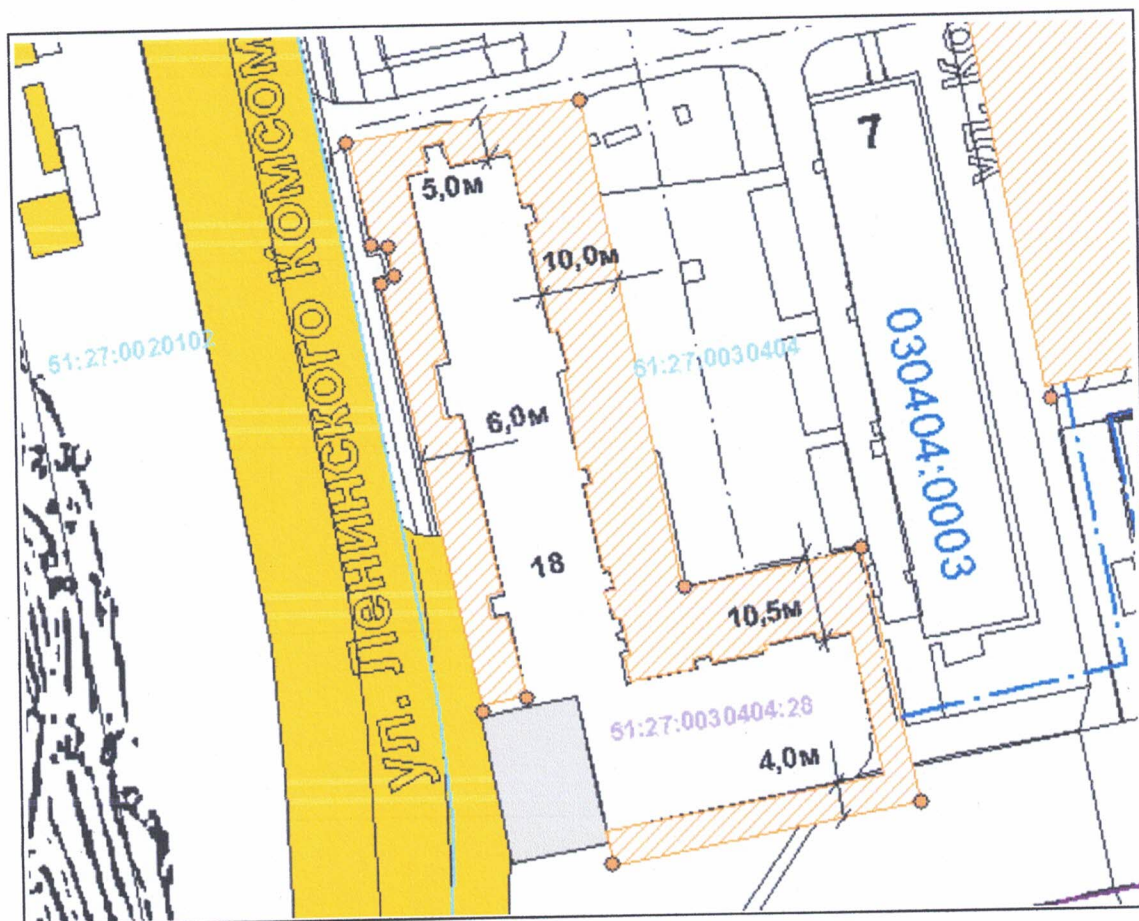 ул. Ленинского Комсом
ул. Ко
7
5,0м
10,0м
51:27:0020102
51:27:0030404
030404:0003
6,0м
18
10,5м
51:27:0030404:28
4,0м